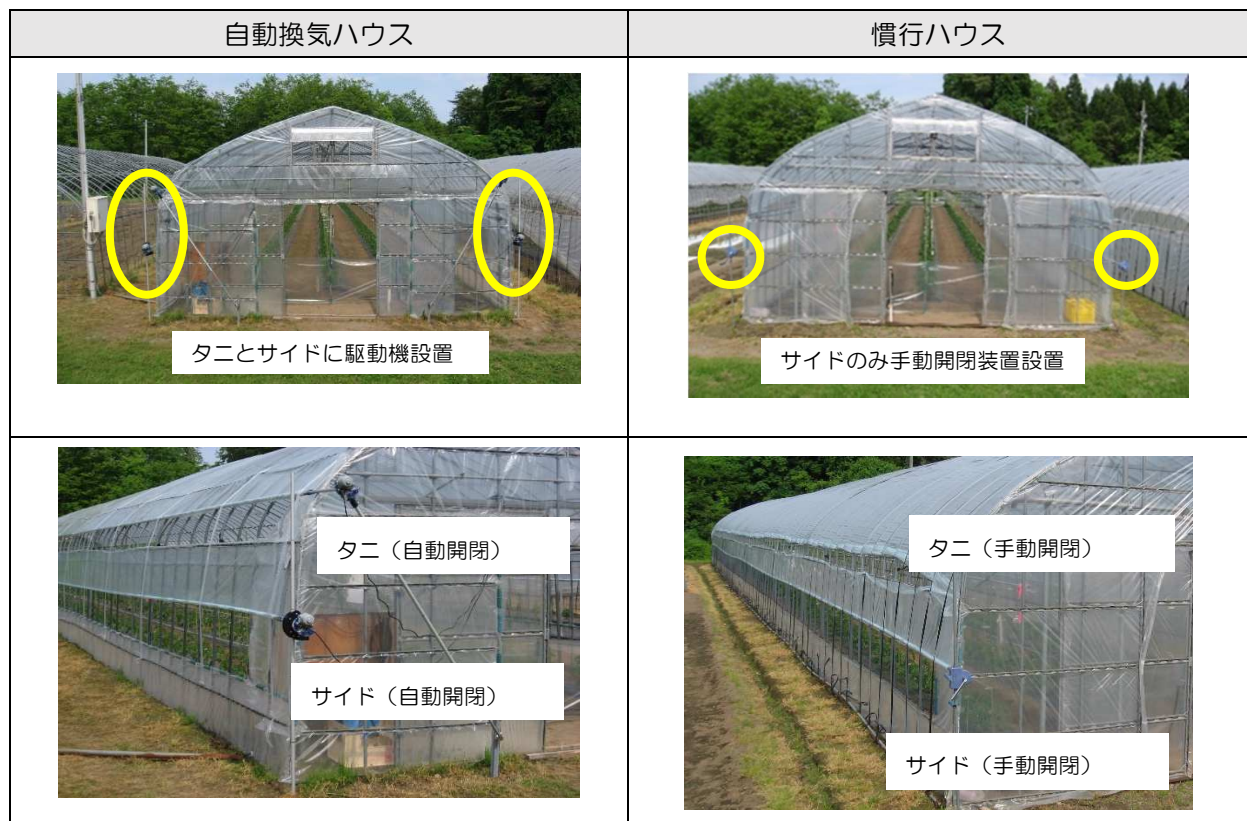 自動換気ハウス
慣行ハウス
タニとサイドに駆動機設置
サイドのみ手動開閉装置設置
タニ（自動開閉）
サイド（自動開閉）
タニ（手動開閉）
サイド（手動開閉）